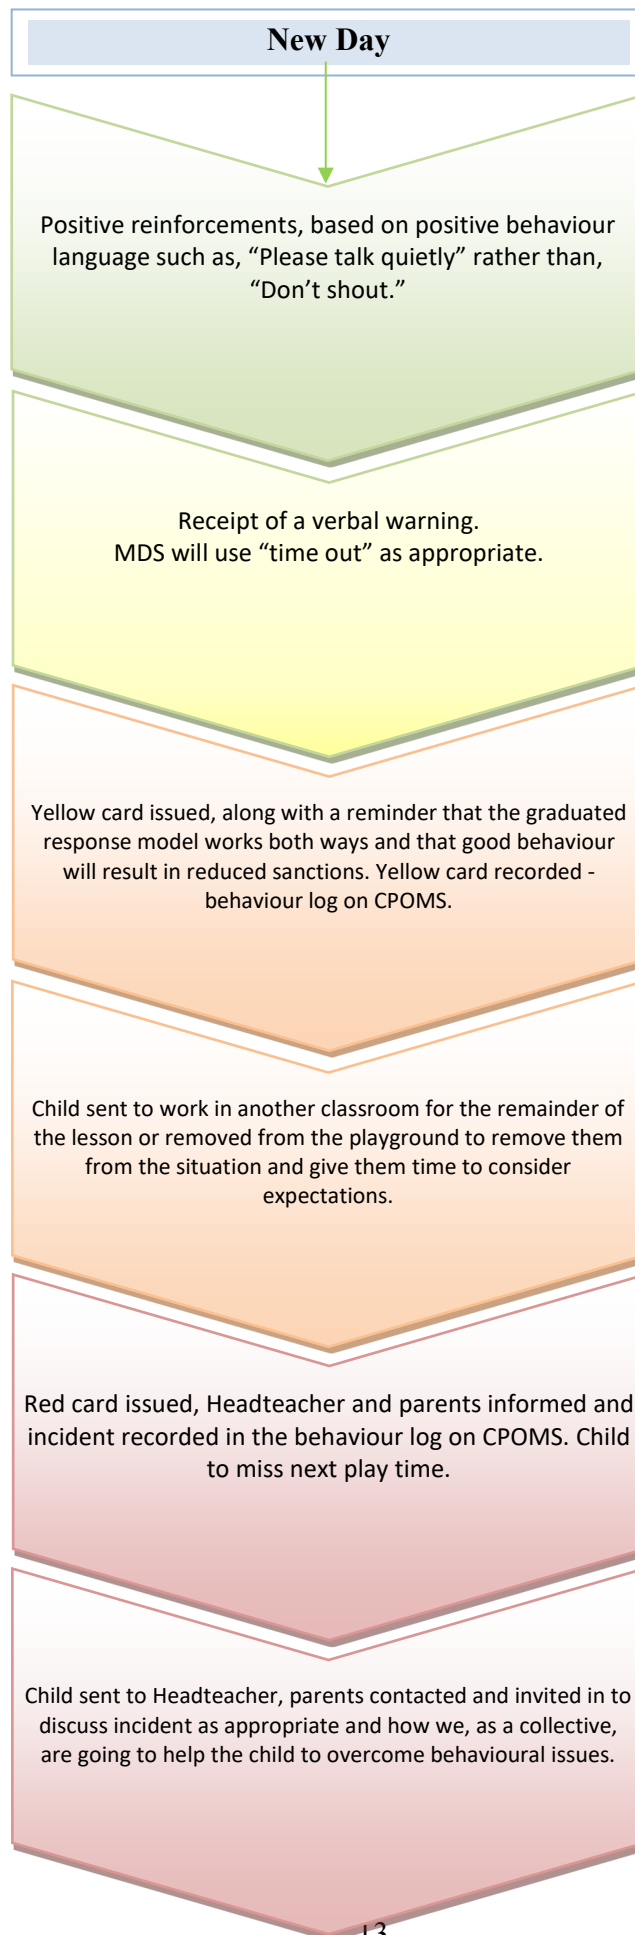 New Day
Positive reinforcements, based on positive behaviour
language such as, “Please talk quietly” rather than,
“Don’t shout.”
Receipt of a verbal warning.
MDS will use “time out” as appropriate.
Yellow card issued, along with a reminder that the graduated
response model works both ways and that good behaviour
will result in reduced sanctions. Yellow card recorded -
behaviour log on CPOMS.
Child sent to work in another classroom for the remainder of
the lesson or removed from the playground to remove them
from the situation and give them time to consider
expectations.
Red card issued, Headteacher and parents informed and
incident recorded in the behaviour log on CPOMS. Child
to miss next play time.
Child sent to Headteacher, parents contacted and invited in to
discuss incident as appropriate and how we, as a collective,
are going to help the child to overcome behavioural issues.
13